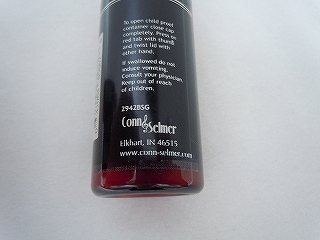 To open child proof
container close cap
completely. Press on
red tab with thumb
and twist lid with
other hand.
If swallowed do not
induce vomiting.
Consult your physician.
Keep out of reach
of children.
2942BSG
Conn Selmer
Elkhart, IN 46515
www.conn-selmer.com